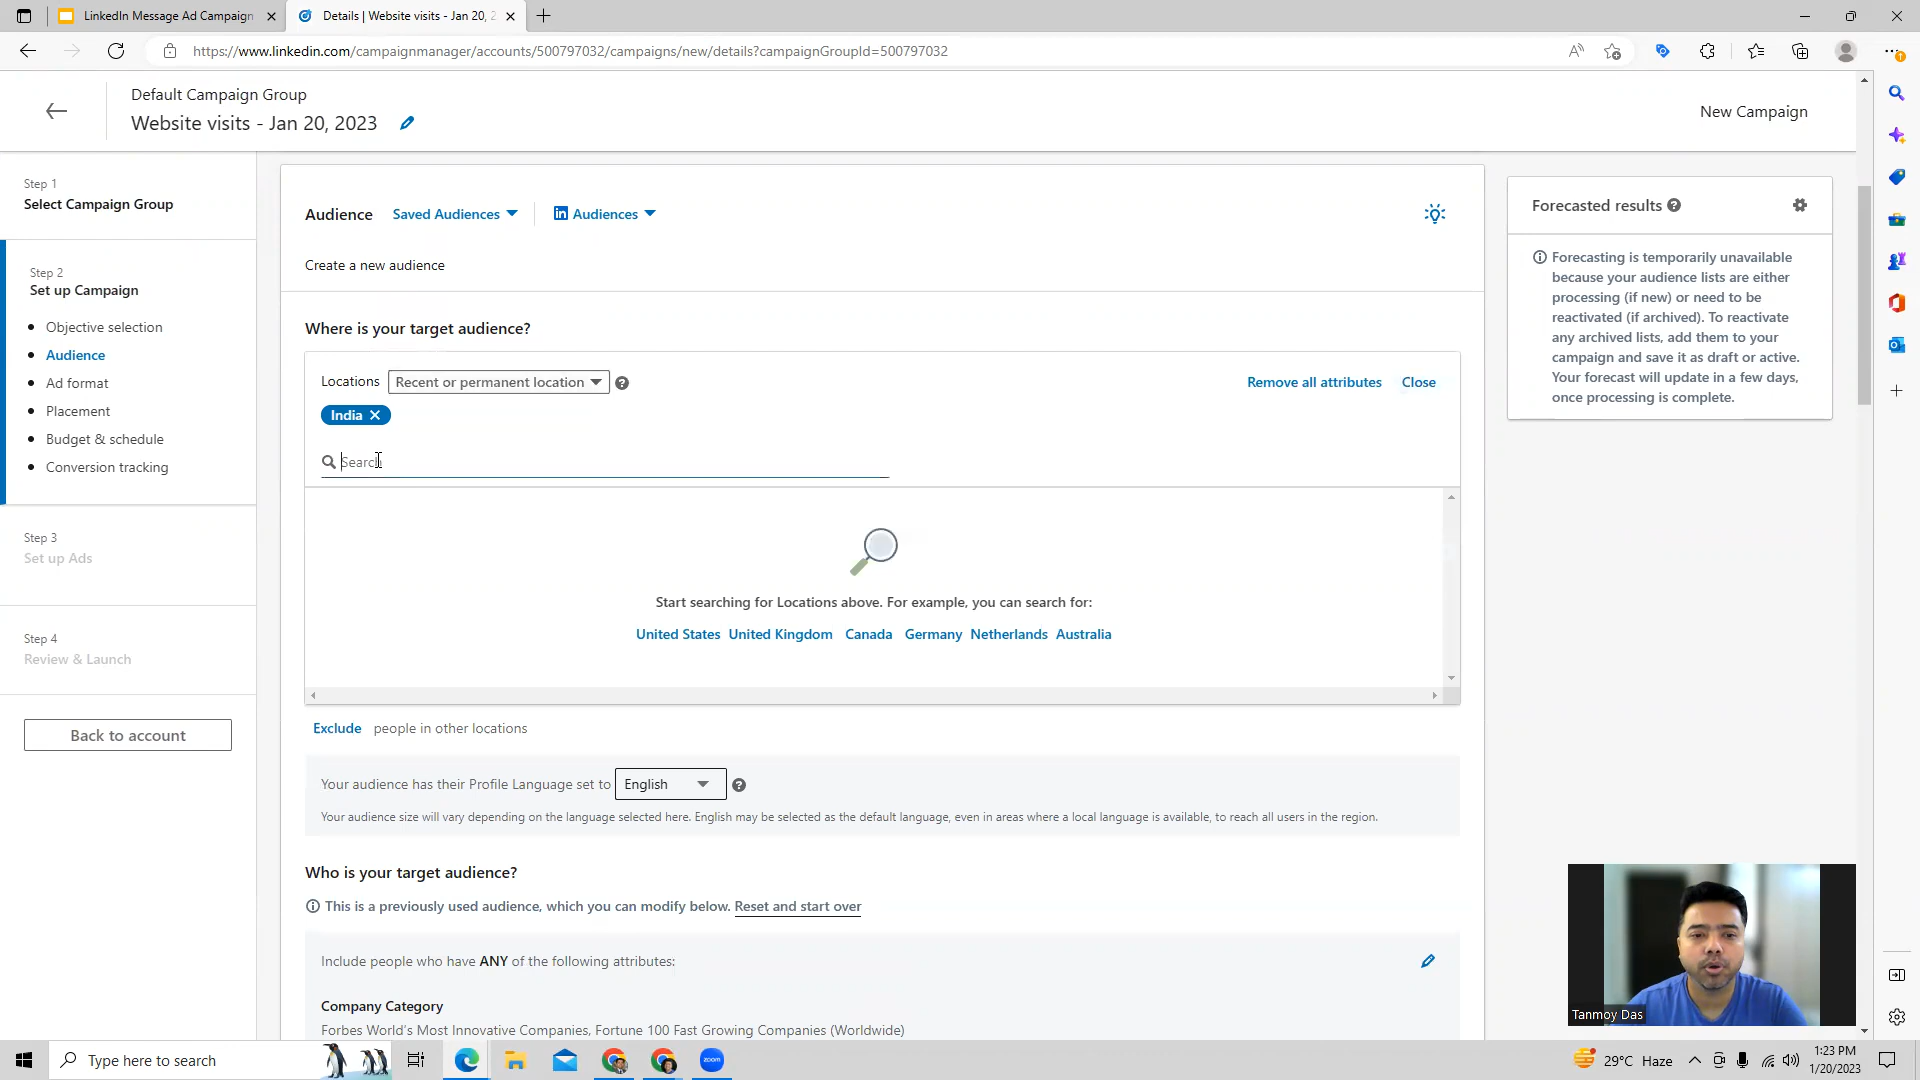 LinkedIn Message Ad Campaign
Details | Website visits - Jan 20, 2
https://www.linkedin.com/campaignmanager/accounts/500797032/campaigns/new/details?campaignGroupId=500797032
Default Campaign Group
Website visits - Jan 20, 2023
New Campaign
Step 1
Select Campaign Group
Step 2
Set up Campaign
Objective selection
Audience
Ad format
Placement
Budget & schedule
Conversion tracking
Step 3
Set up Ads
Step 4
Review & Launch
Back to account
Audience Saved Audiences in Audiences
Create a new audience
Where is your target audience?
Locations Recent or permanent location
Remove all attributes Close
India
Search
Start searching for Locations above. For example, you can search for:
United States United Kingdom Canada Germany Netherlands Australia
Exclude people in other locations
Your audience has their Profile Language set to English
Your audience size will vary depending on the language selected here. English may be selected as the default language, even in areas where a local language is available, to reach all users in the region.
Who is your target audience?
This is a previously used audience, which you can modify below. Reset and start over
Include people who have ANY of the following attributes:
Company Category
Forbes World's Most Innovative Companies, Fortune 100 Fast Growing Companies (Worldwide)
Forecasted results
Forecasting is temporarily unavailable
because your audience lists are either
processing (if new) or need to be
reactivated (if archived). To reactivate
any archived lists, add them to your
campaign and save it as draft or active.
Your forecast will update in a few days,
once processing is complete.
Tanmoy Das
Type here to search
zoom
29°C Haze
1:23 PM
1/20/2023